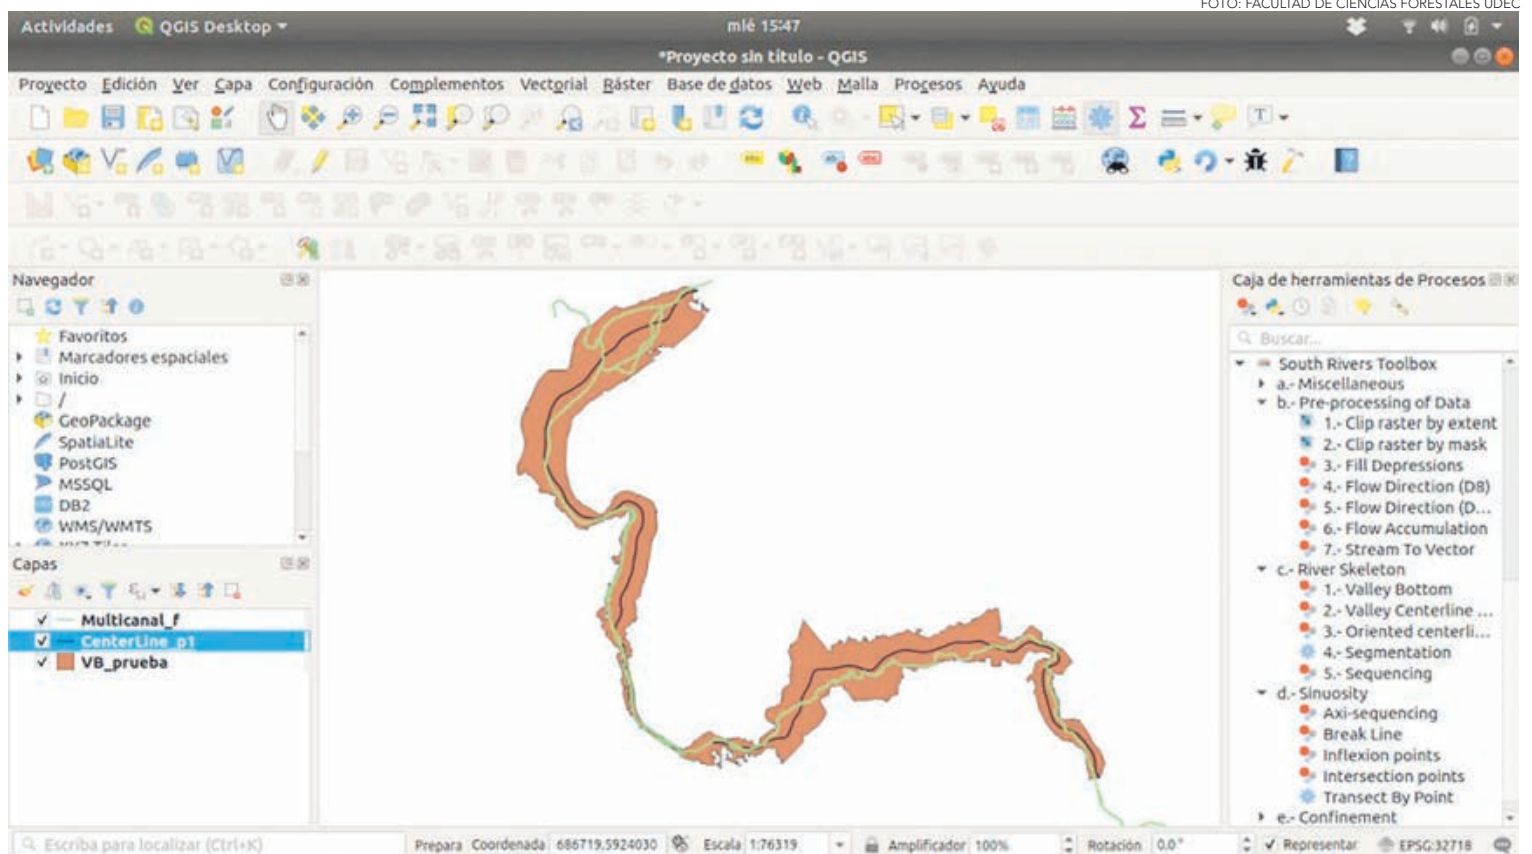 FOTO: FACULTAD DE CIENCIAS FORESTALES UDEC
Actividades QGIS Desktop mié 15:47
*Proyecto sin título - QGIS
Proyecto Edición Ver Capa Configuración Complementos Vectorial Ráster Base de datos Web Malla Procesos Ayuda
Navegador
Favoritos
Marcadores espaciales
Inicio
/
GeoPackage
SpatiaLite
PostGIS
MSSQL
DB2
WMS/WMTS
XYZ Tiles
Capas
Multicanal_f
CenterLine_p1
VB_prueba
Caja de herramientas de Procesos
Buscar...
South Rivers Toolbox
a.- Miscellaneous
b.- Pre-processing of Data
1.- Clip raster by extent
2.- Clip raster by mask
3.- Fill Depressions
4.- Flow Direction (D8)
5.- Flow Direction (D...
6.- Flow Accumulation
7.- Stream To Vector
c.- River Skeleton
1.- Valley Bottom
2.- Valley Centerline ...
3.- Oriented centerli...
4.- Segmentation
5.- Sequencing
d.- Sinuosity
Axi-sequencing
Break Line
Inflexion points
Intersection points
Transect By Point
e.- Confinement
Escriba para localizar (Ctrl+K) Prepara Coordenada 686719,5924030 Escala 1:76319 Amplificador 100% Rotación 0.0° Representar EPSG:32718